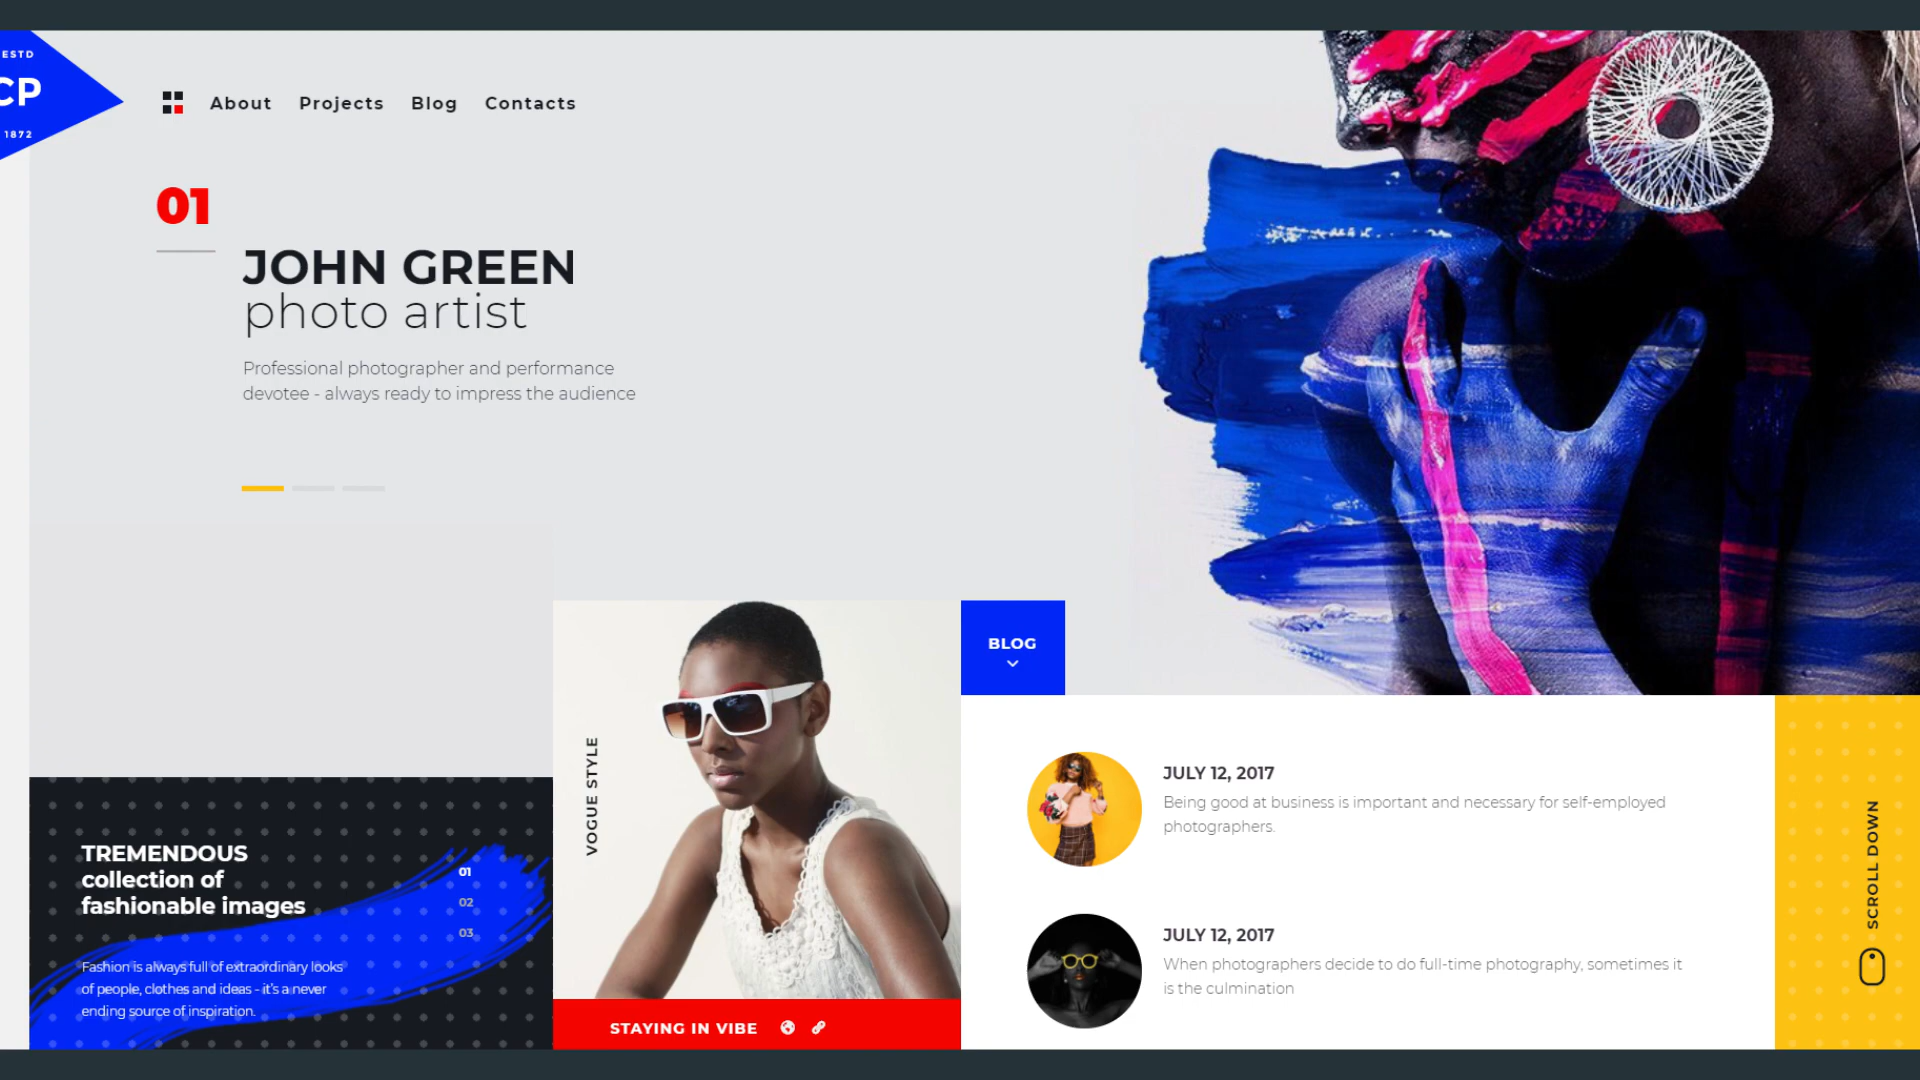 ESTD
CP
1872
About Projects Blog Contacts
01
JOHN GREEN
photo artist
Professional photographer and performance
devotee - always ready to impress the audience
TREMENDOUS
collection of
fashionable images
Fashion is always full of extraordinary looks
of people, clothes and ideas - it's a never
ending source of inspiration.
01
02
03
VOGUE STYLE
STAYING IN VIBE
BLOG
JULY 12, 2017
Being good at business is important and necessary for self-employed
photographers.
JULY 12, 2017
When photographers decide to do full-time photography, sometimes it
is the culmination
SCROLL DOWN